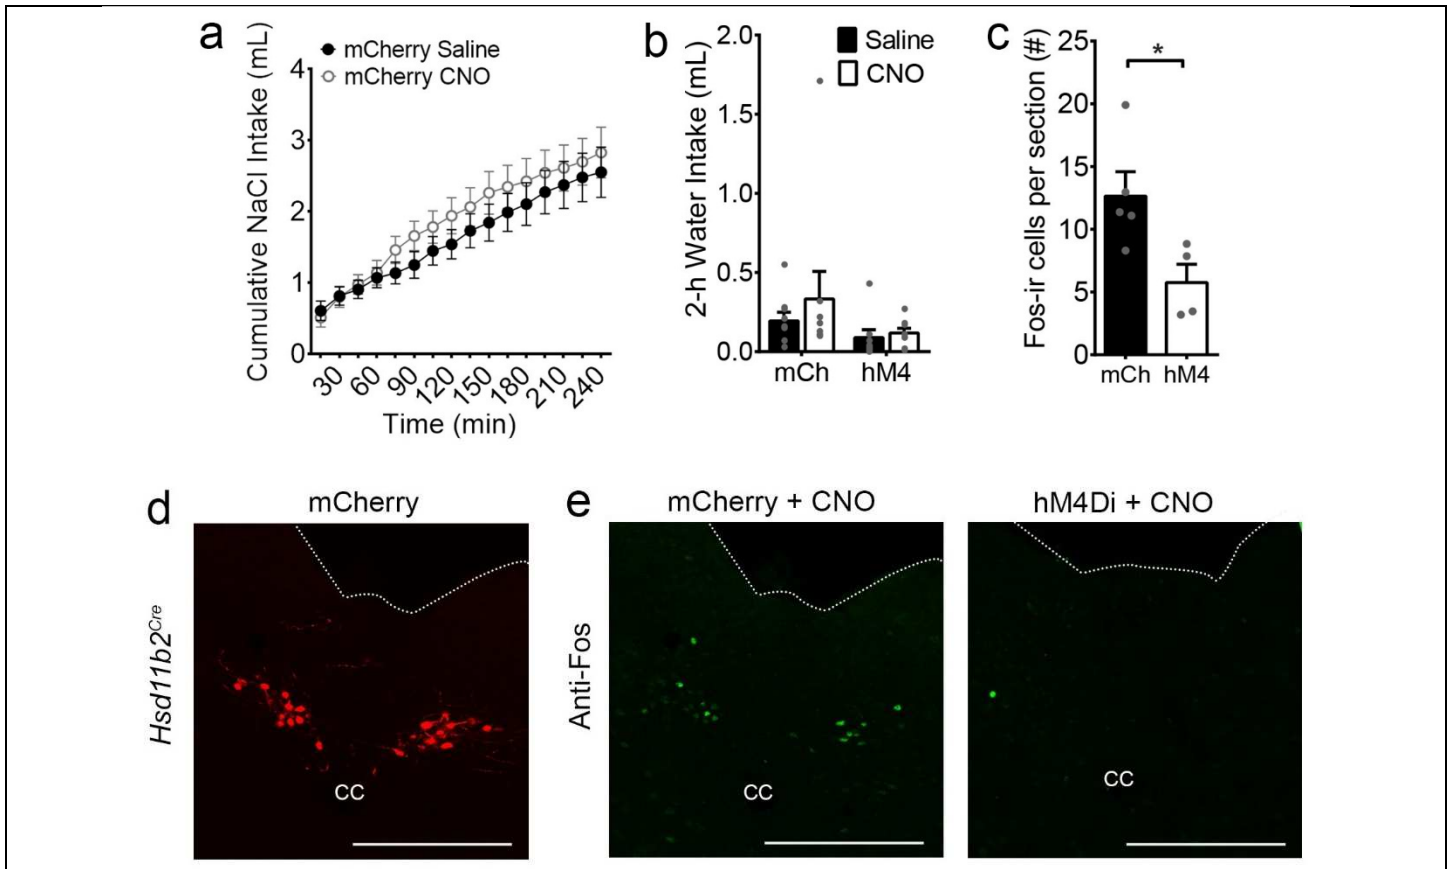 a
mCherry Saline
mCherry CNO
Cumulative NaCl Intake (mL)
4
3
2
1
0
30 60 90 120 150 180 210 240
Time (min)
b
Saline
CNO
2-h Water Intake (mL)
2.0
1.5
1.0
0.5
0.0
mCh hM4
c
Fos-ir cells per section (#)
25
20
15
10
5
0
*
mCh hM4
d
mCherry
Hsd11b2Cre
CC
e
mCherry + CNO
hM4Di + CNO
Anti-Fos
CC
CC